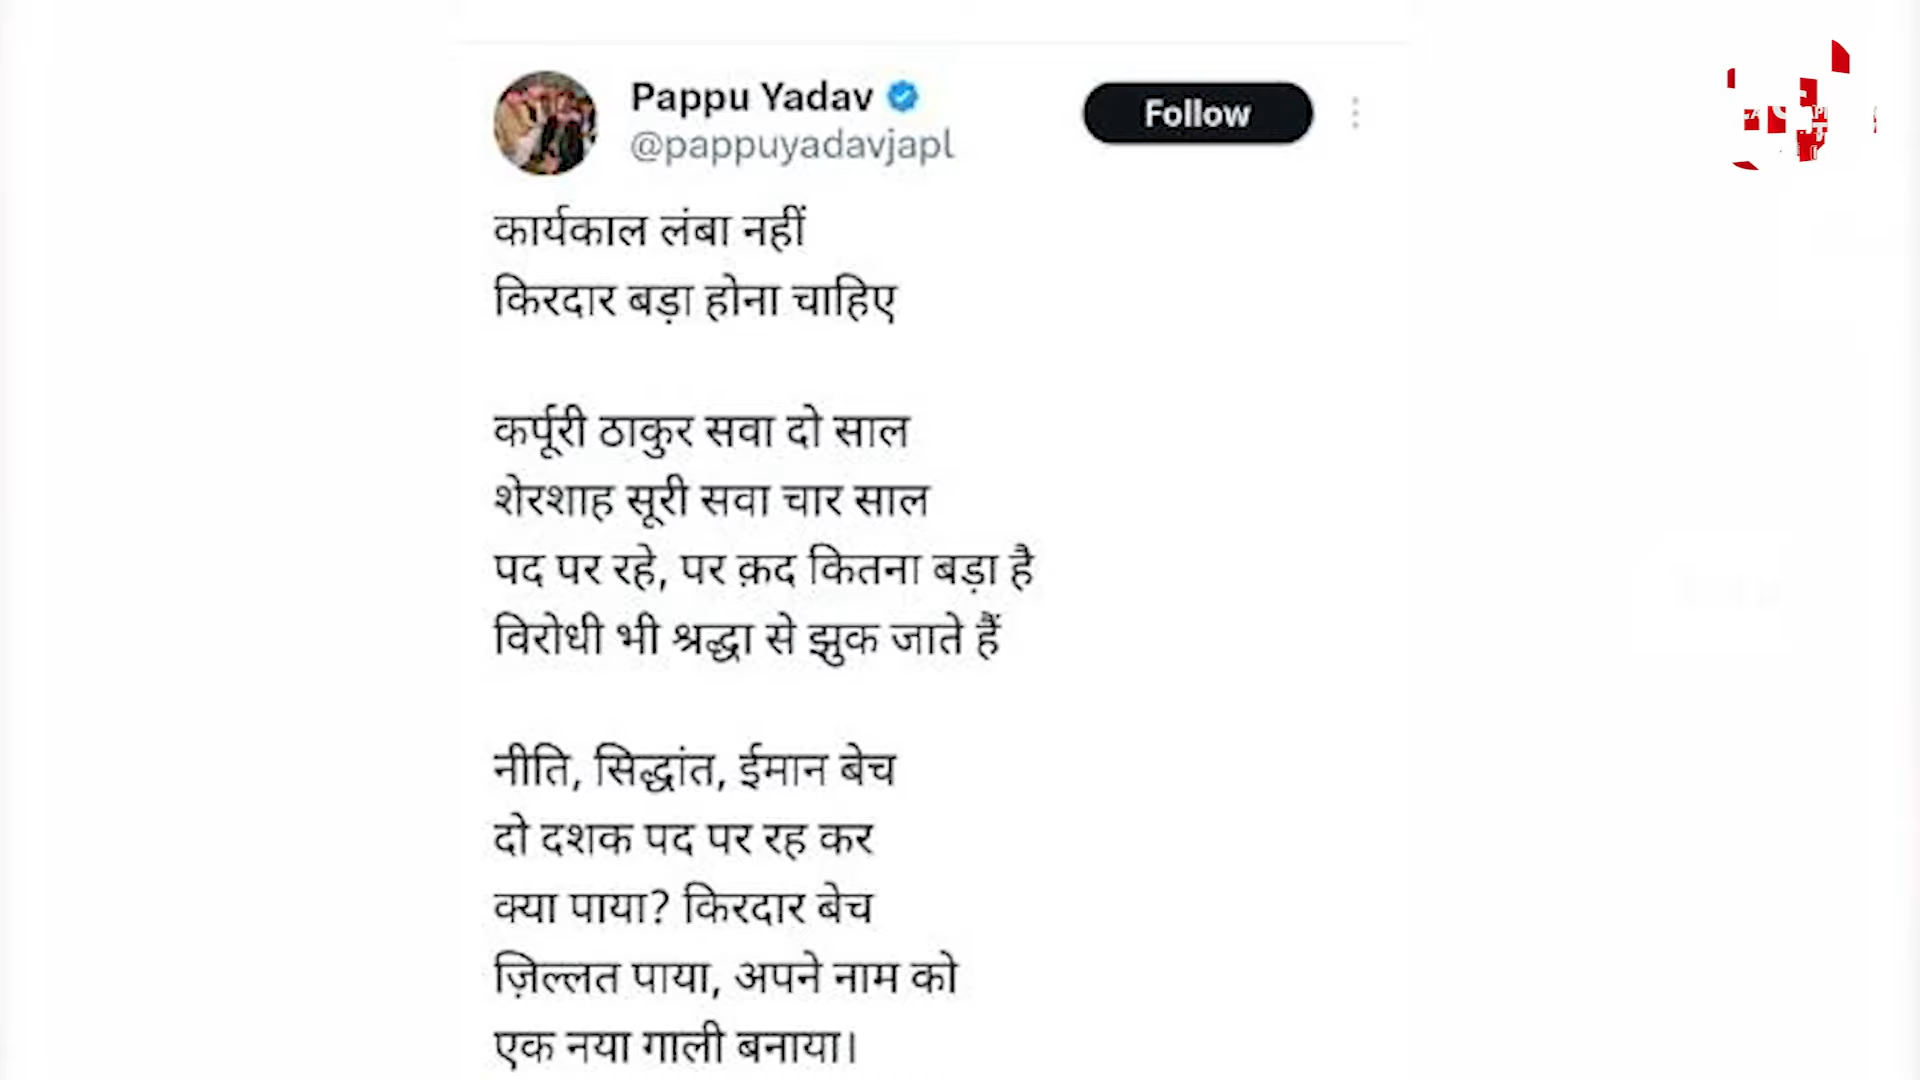 Pappu Yadav
@pappuyadavjapl
Follow
कार्यकाल लंबा नहीं
किरदार बड़ा होना चाहिए
कर्पूरी ठाकुर सवा दो साल
शेरशाह सूरी सवा चार साल
पद पर रहे, पर क़द कितना बड़ा है
विरोधी भी श्रद्धा से झुक जाते हैं
नीति, सिद्धांत, ईमान बेच
दो दशक पद पर रह कर
क्या पाया? किरदार बेच
ज़िल्लत पाया, अपने नाम को
एक नया गाली बनाया।